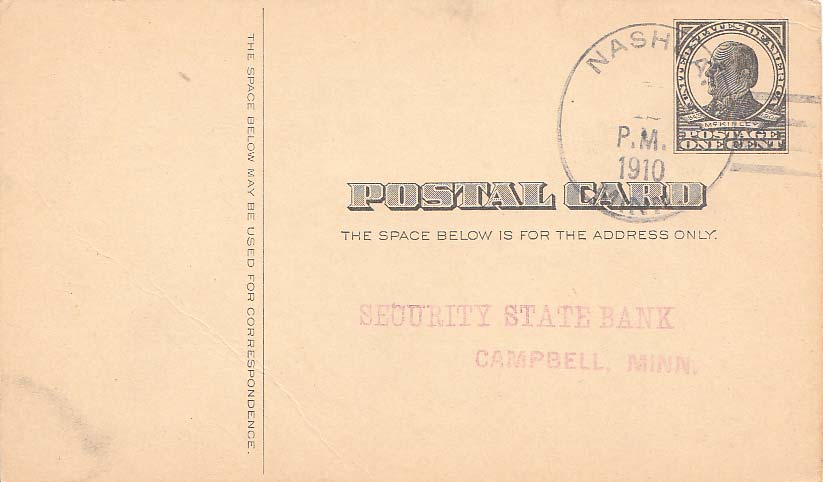 THE SPACE BELOW MAY BE USED FOR CORRESPONDENCE.
UNITED STATES OF AMERICA
McKINLEY
POSTAGE
ONE CENT
P.M.
1910
POSTAL CARD
THE SPACE BELOW IS FOR THE ADDRESS ONLY.
SECURITY STATE BANK
CAMPBELL, MINN.